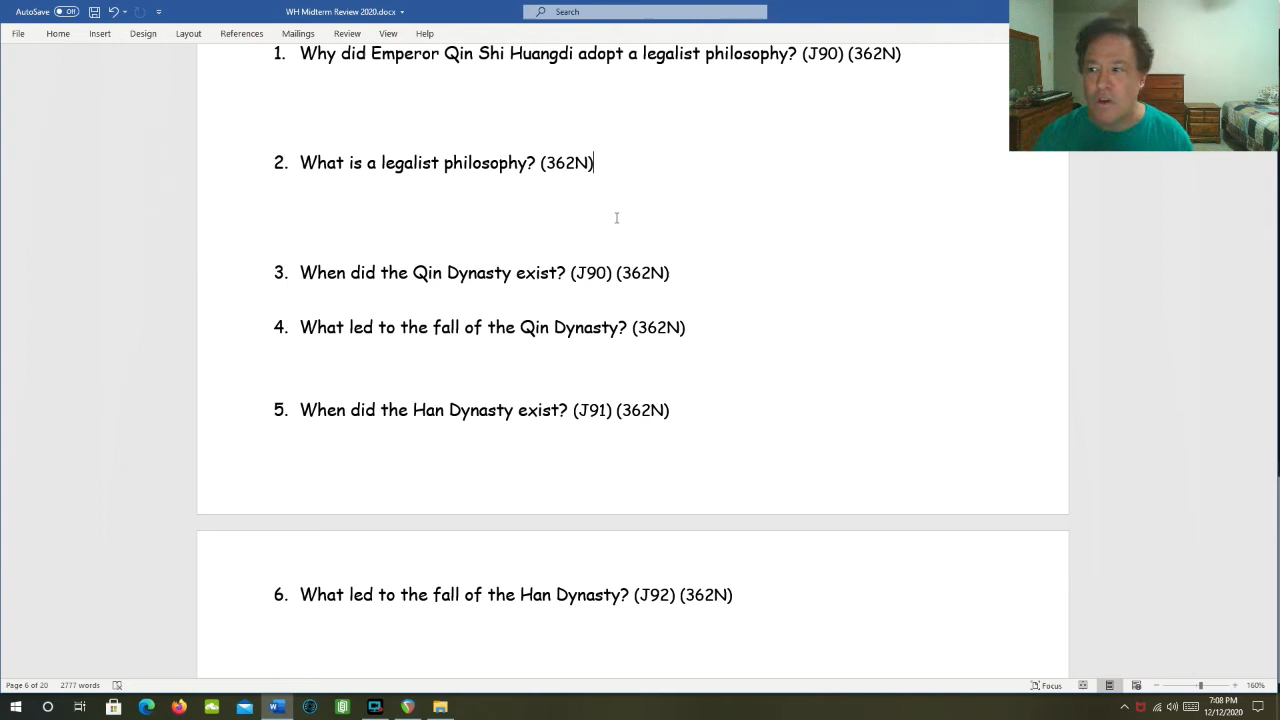 AutoSave Off
WH Midterm Review 2020.docx
Search
File Home Insert Draw Design Layout References Mailings Review View Help
1. Why did Emperor Qin Shi Huangdi adopt a legalist philosophy? (J90) (362N)
2. What is a legalist philosophy? (362N)
3. When did the Qin Dynasty exist? (J90) (362N)
4. What led to the fall of the Qin Dynasty? (362N)
5. When did the Han Dynasty exist? (J91) (362N)
6. What led to the fall of the Han Dynasty? (J92) (362N)
Page 6 of 20 2777 words
Focus
160%
7:08 PM
12/12/2020